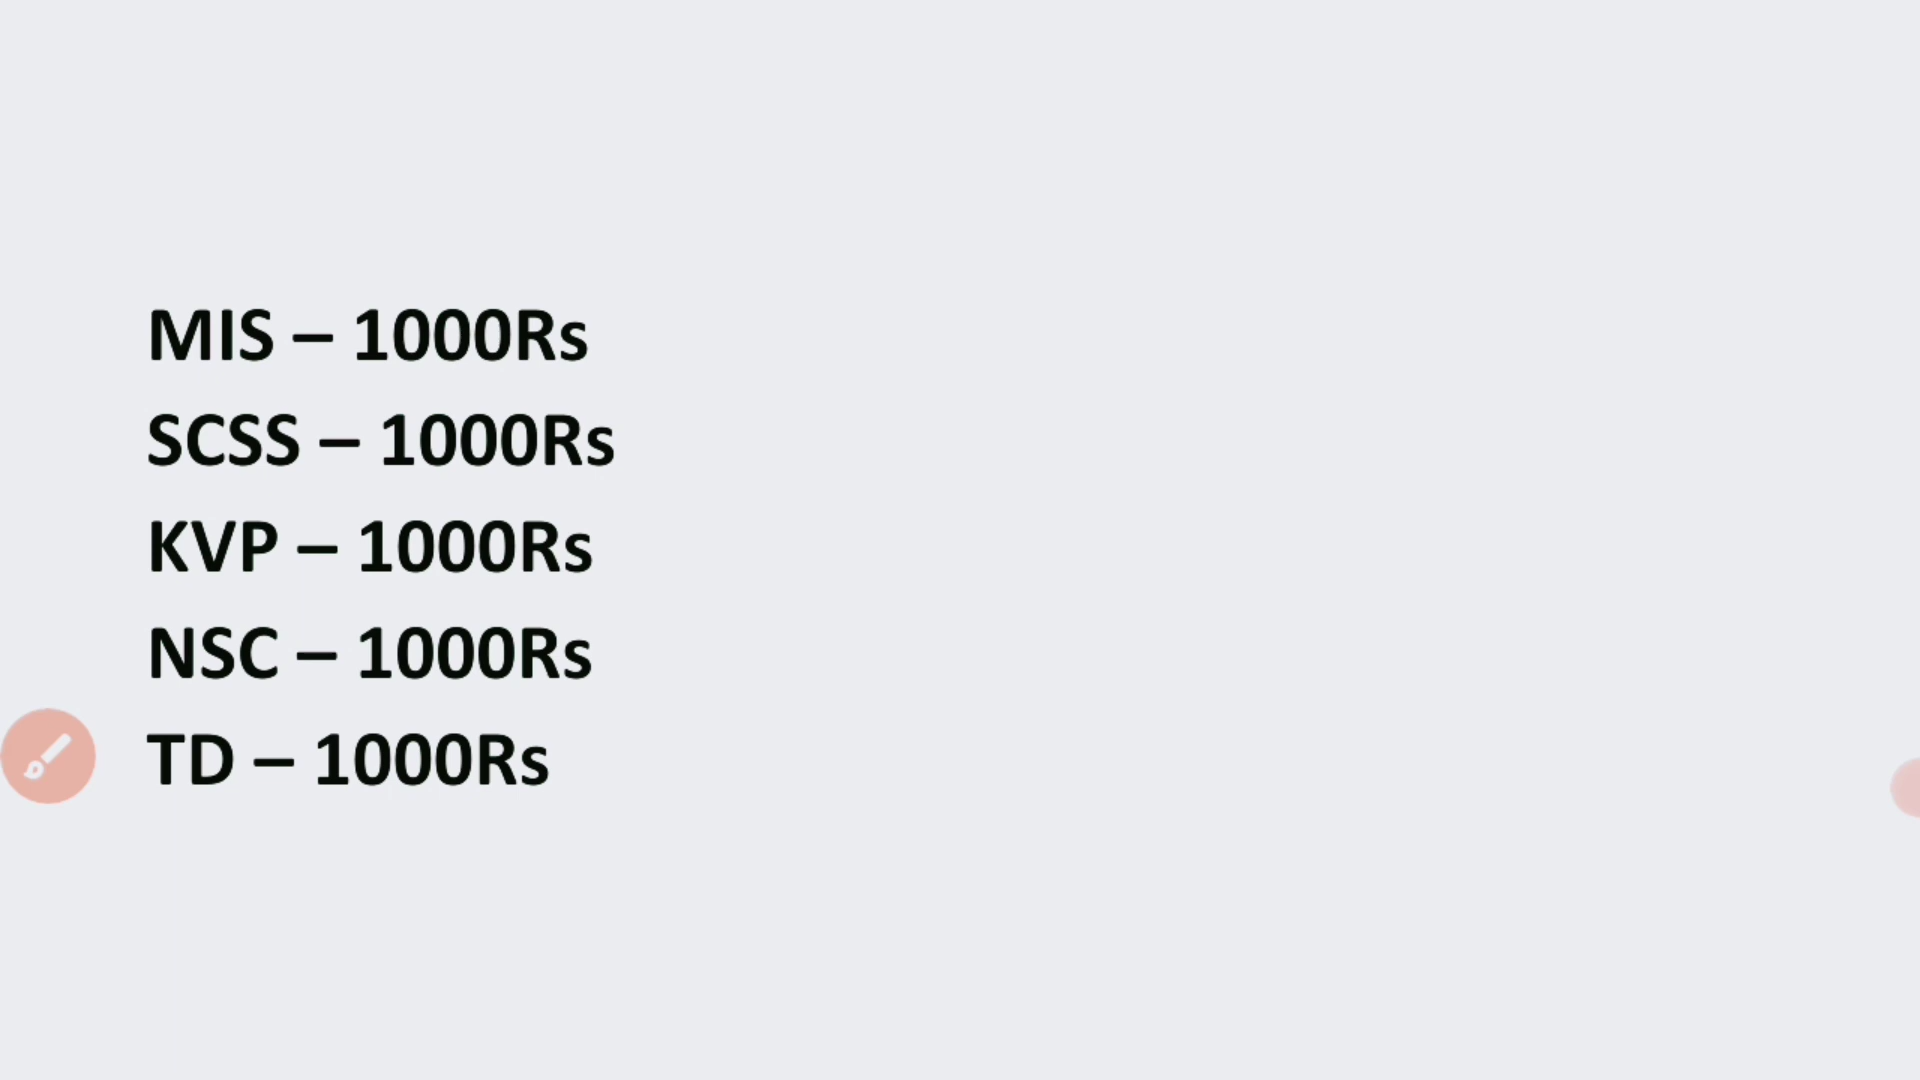 MIS – 1000Rs
SCSS – 1000Rs
KVP – 1000Rs
NSC – 1000Rs
TD – 1000Rs